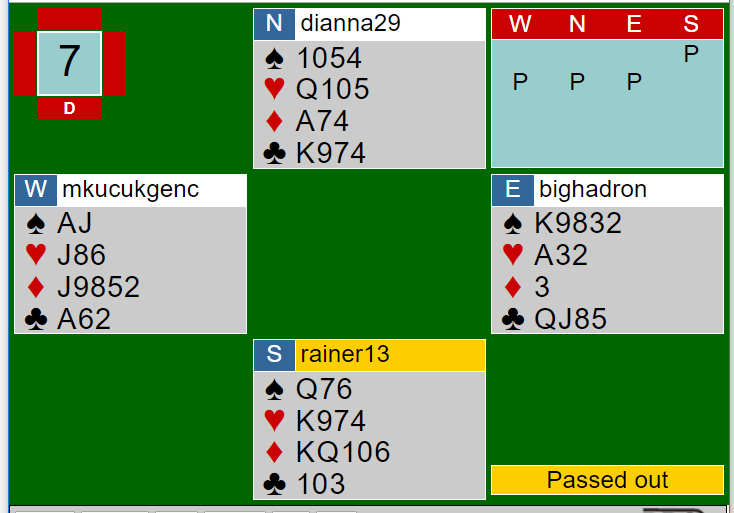 7
D
N dianna29
♠ 1054
♥ Q105
♦ A74
♣ K974
W N E S
P
P P P
W mkucukgenc
♠ AJ
♥ J86
♦ J9852
♣ A62
E bighadron
♠ K9832
♥ A32
♦ 3
♣ QJ85
S rainer13
♠ Q76
♥ K974
♦ KQ106
♣ 103
Passed out